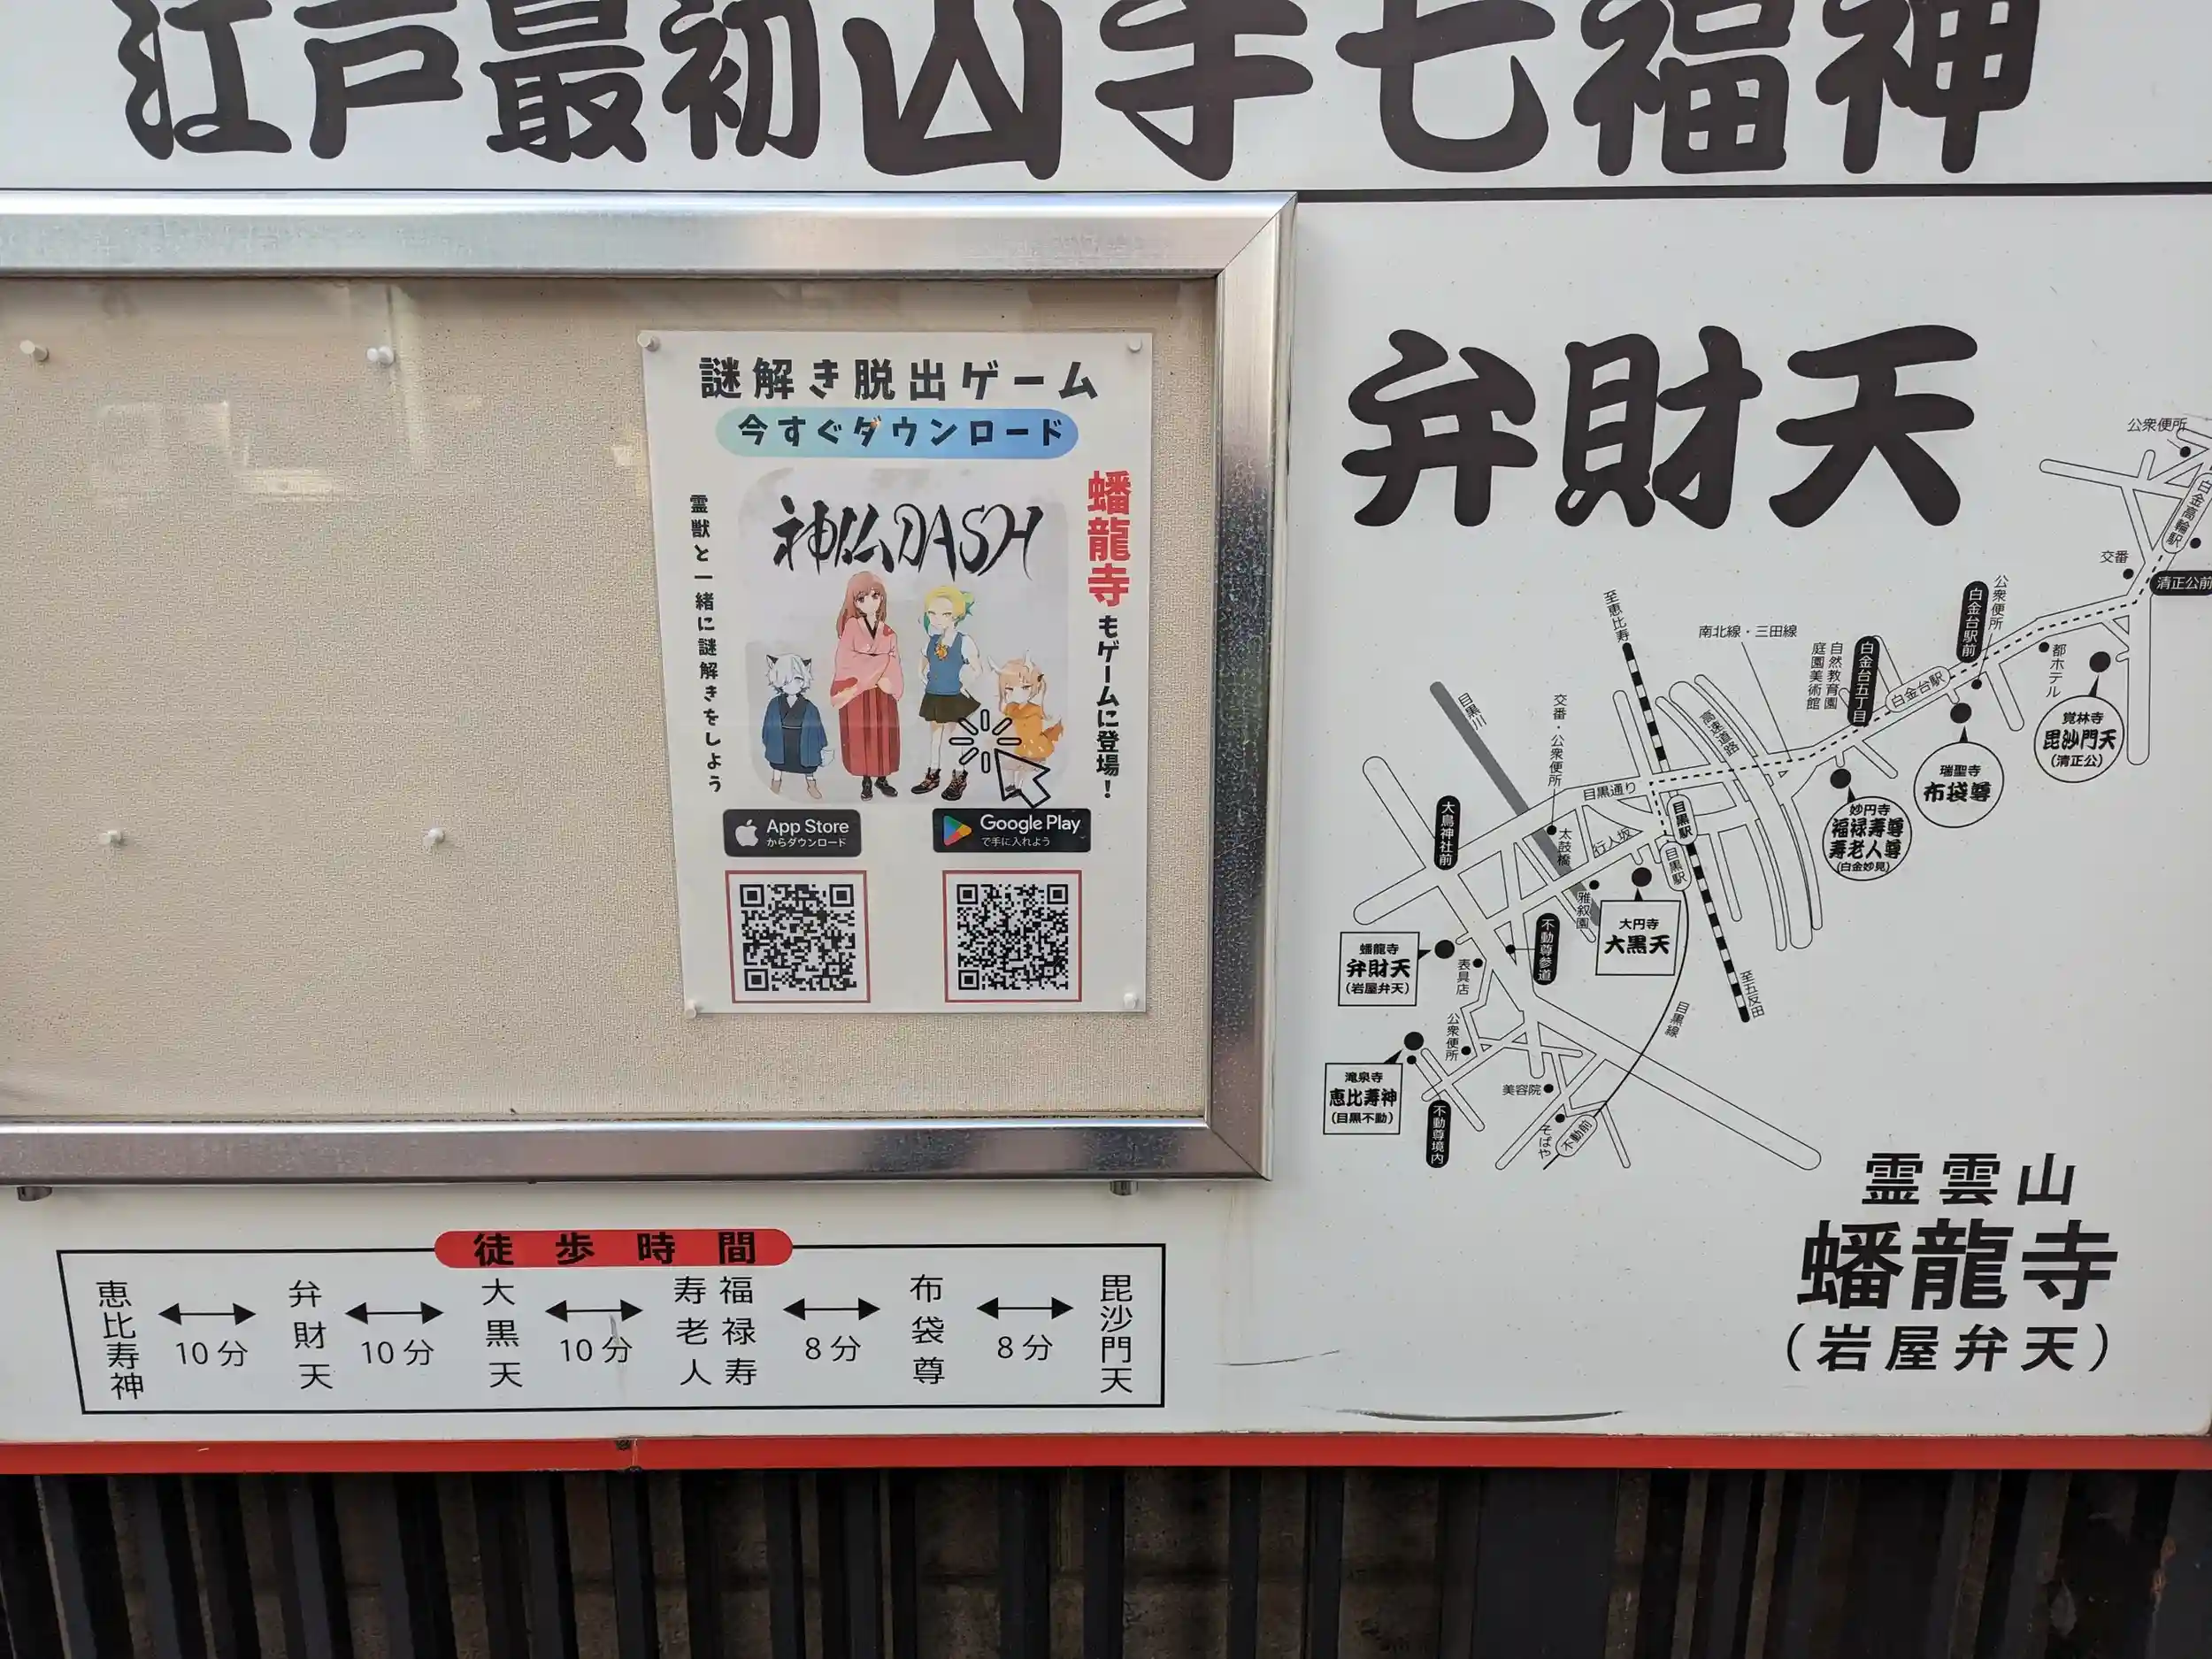 江戸最初山手七福神
謎解き脱出ゲーム
今すぐダウンロード
蟠龍寺もゲームに登場！
神仏DASH
霊獣と一緒に謎解きをしよう
App Store
からダウンロード
Google Play
で手に入れよう
弁財天
公衆便所
白金高輪駅
交番
清正公前
公衆便所
白金台駅前
都ホテル
覚林寺
毘沙門天
(清正公)
至恵比寿
南北線・三田線
自然教育園
庭園美術館
白金台五丁目
白金台駅
瑞聖寺
布袋尊
妙円寺
福禄寿尊
寿老人尊
(白金妙見)
目黒川
交番・公衆便所
高速道路
目黒通り
目黒駅
目黒駅
大鳥神社前
太鼓橋
行人坂
雅叙園
大円寺
大黒天
不動尊参道
蟠龍寺
弁財天
(岩屋弁天)
表具店
至五反田
目黒線
公衆便所
滝泉寺
恵比寿神
(目黒不動)
美容院
不動尊境内
そばや
不動前
霊雲山
蟠龍寺
（岩屋弁天）
徒歩時間
恵比寿神
10分
弁財天
10分
大黒天
10分
福禄寿
寿老人
8分
布袋尊
8分
毘沙門天